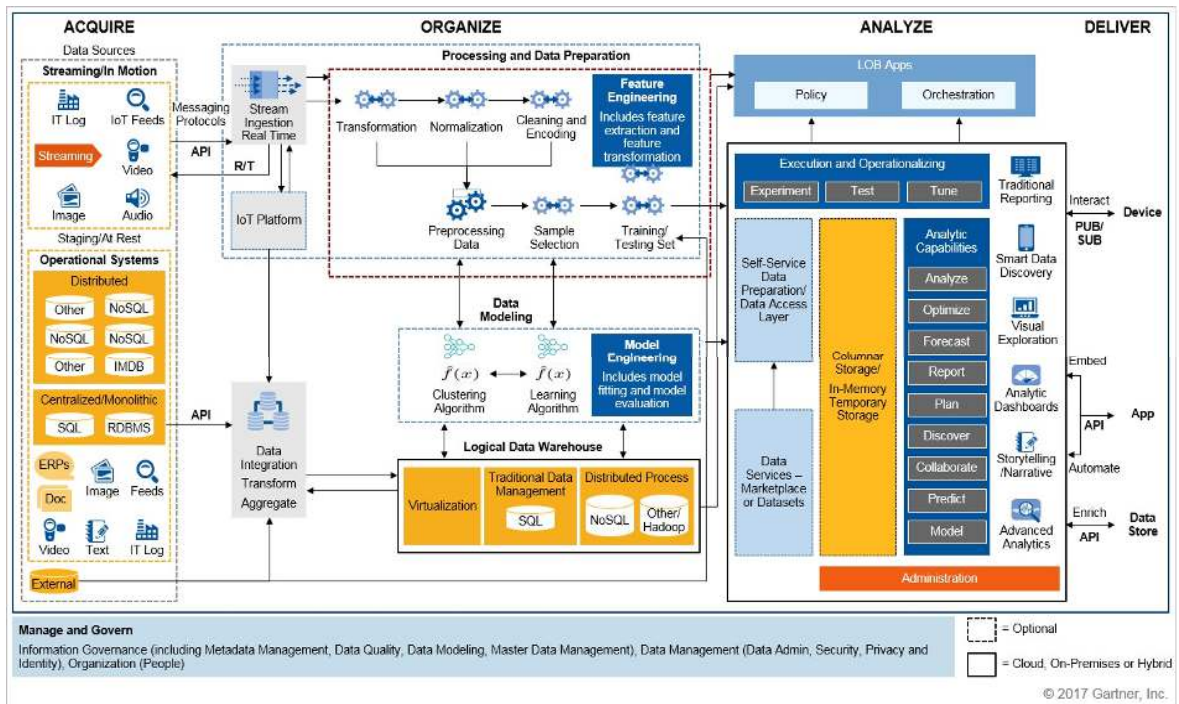 ACQUIRE
ORGANIZE
ANALYZE
DELIVER
Data Sources
Streaming/In Motion
IT Log
IoT Feeds
Streaming
Video
Image
Audio
Staging/At Rest
Operational Systems
Distributed
Other
NoSQL
NoSQL
NoSQL
Other
IMDB
Centralized/Monolithic
SQL
RDBMS
ERPs
Image
Feeds
Doc
Video
Text
IT Log
External
Messaging
Protocols
API
R/T
API
Processing and Data Preparation
Stream
Ingestion
Real Time
IoT Platform
Transformation
Normalization
Cleaning and
Encoding
Feature
Engineering
Includes feature
extraction and
feature
transformation
Preprocessing
Data
Sample
Selection
Training/
Testing Set
Data
Modeling
f̂(x)
f̂(x)
Clustering
Algorithm
Learning
Algorithm
Model
Engineering
Includes model
fitting and model
evaluation
Data
Integration
Transform
Aggregate
Logical Data Warehouse
Virtualization
Traditional Data
Management
SQL
Distributed Process
NoSQL
Other/
Hadoop
LOB Apps
Policy
Orchestration
Execution and Operationalizing
Experiment
Test
Tune
Self-Service
Data
Preparation/
Data Access
Layer
Data
Services –
Marketplace
or Datasets
Columnar
Storage/
In-Memory
Temporary
Storage
Analytic
Capabilities
Analyze
Optimize
Forecast
Report
Plan
Discover
Collaborate
Predict
Model
Administration
Traditional
Reporting
Smart Data
Discovery
Visual
Exploration
Analytic
Dashboards
Storytelling
/Narrative
Advanced
Analytics
Interact
PUB/
SUB
Device
Embed
API
App
Automate
Enrich
API
Data
Store
Manage and Govern
Information Governance (including Metadata Management, Data Quality, Data Modeling, Master Data Management), Data Management (Data Admin, Security, Privacy and
Identity), Organization (People)
= Optional
= Cloud, On-Premises or Hybrid
© 2017 Gartner, Inc.